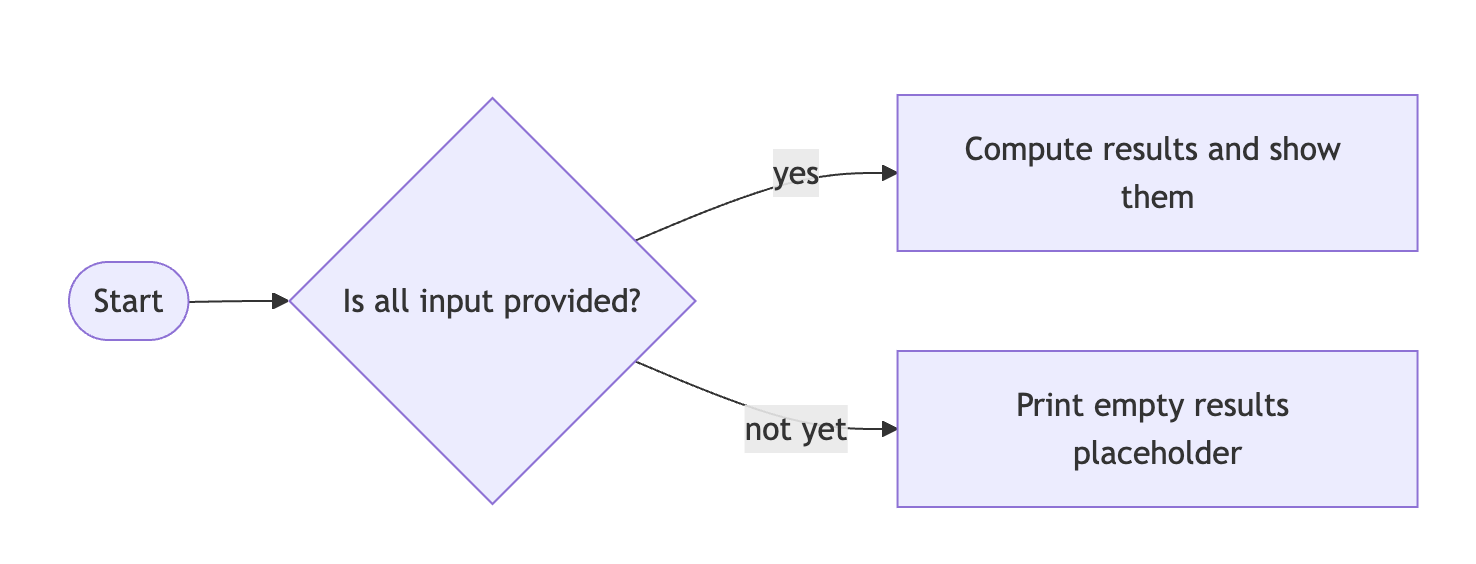 Start
Is all input provided?
yes
Compute results and show
them
not yet
Print empty results
placeholder